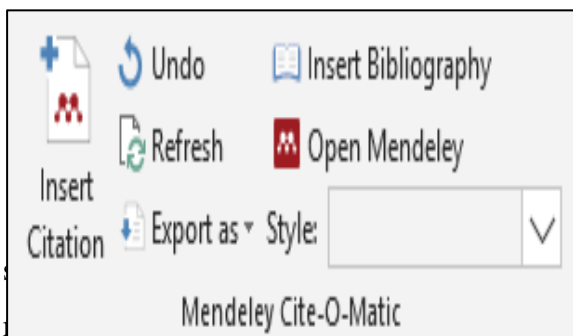 Undo
Insert Bibliography
Refresh
Open Mendeley
Insert
Citation
Export as
Style:
Mendeley Cite-O-Matic